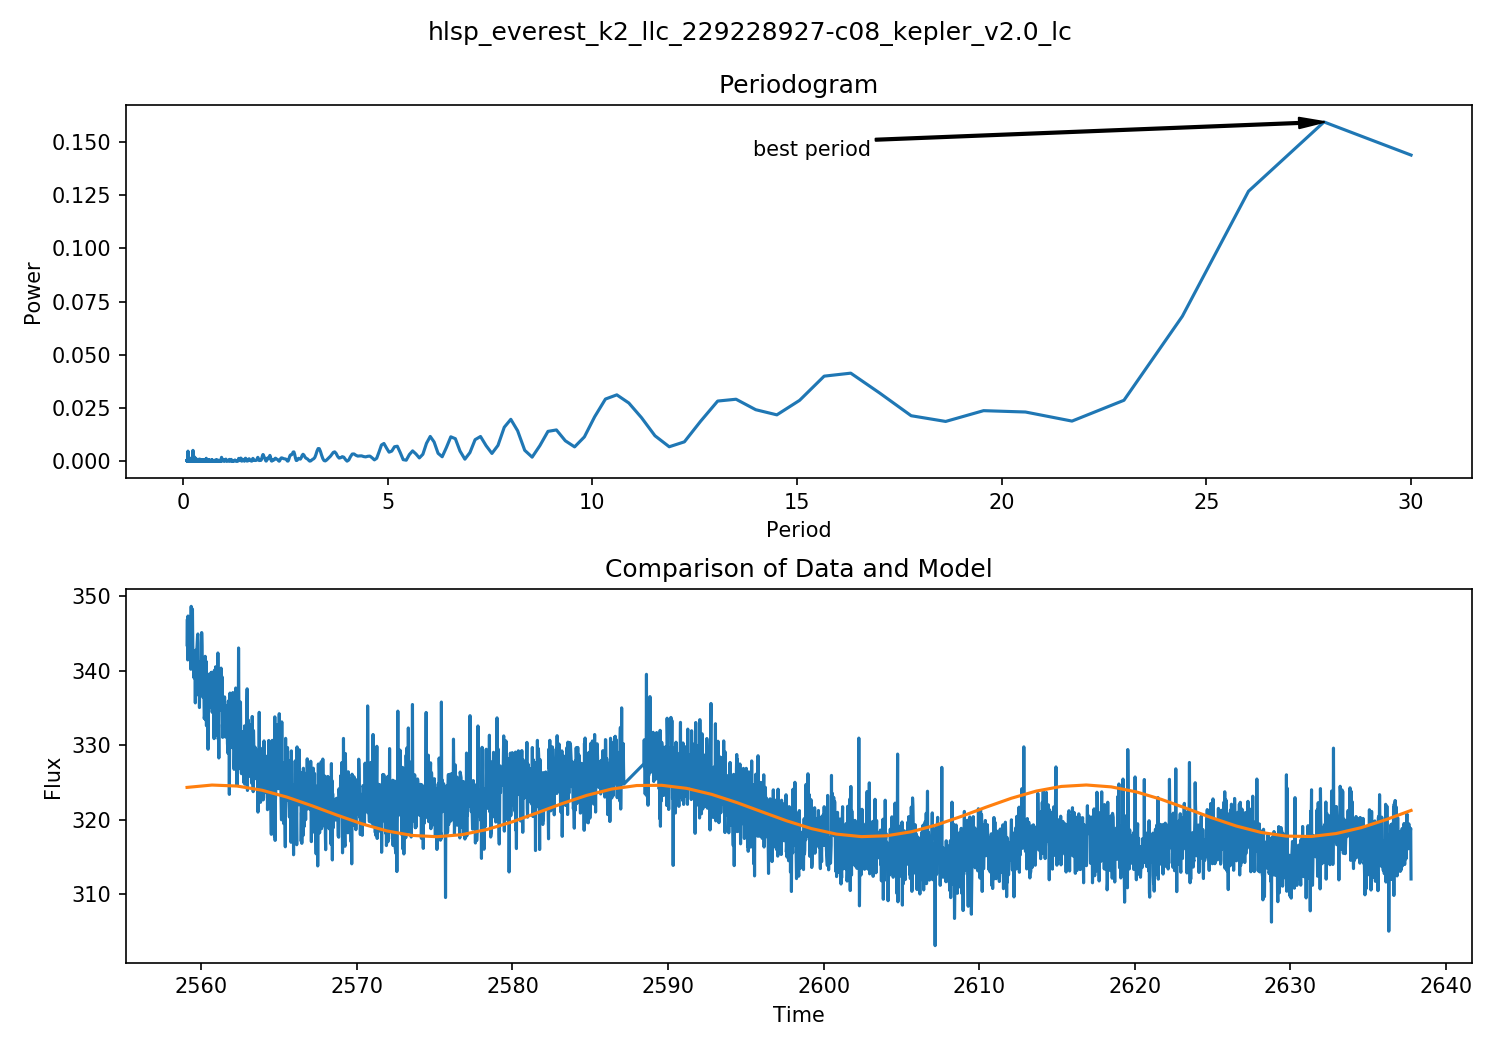 hlsp_everest_k2_llc_229228927-c08_kepler_v2.0_lc
Periodogram
best period
Power
0.150
0.125
0.100
0.075
0.050
0.025
0.000
0 5 10 15 20 25 30
Period
Comparison of Data and Model
Flux
350
340
330
320
310
2560 2570 2580 2590 2600 2610 2620 2630 2640
Time